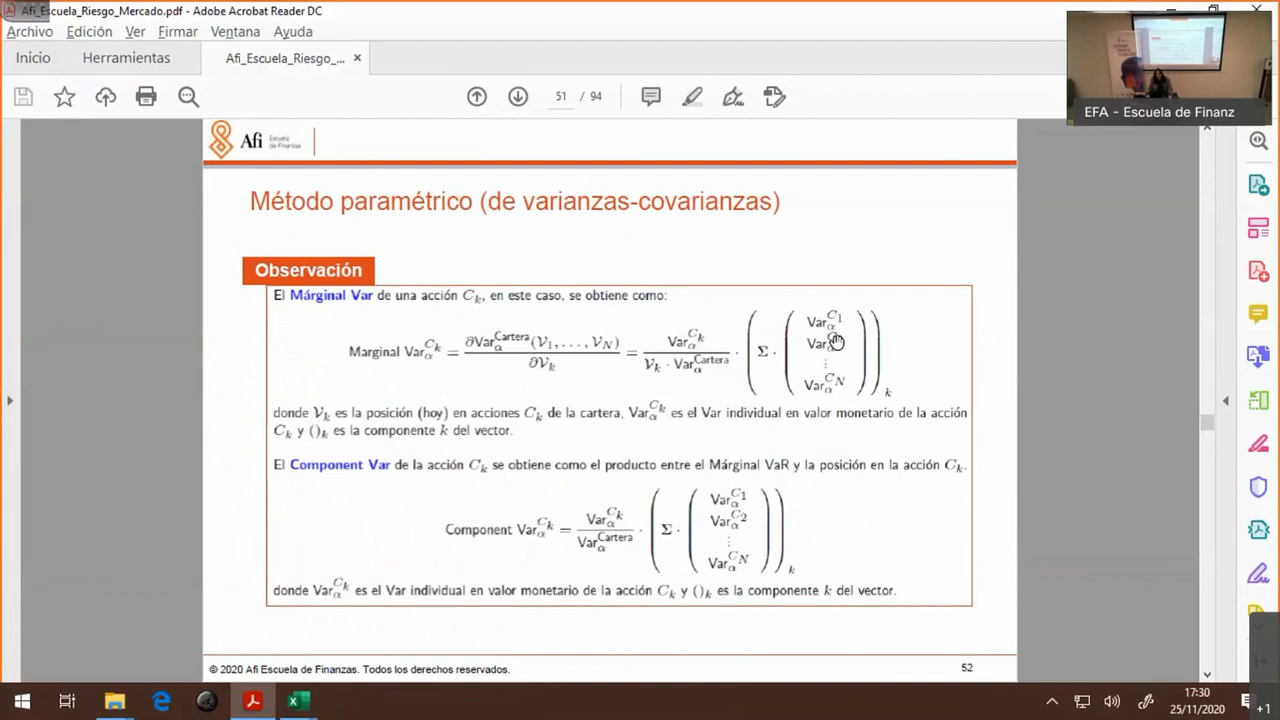 Afi_Escuela_Riesgo_Mercado.pdf - Adobe Acrobat Reader DC
Archivo Edición Ver Firmar Ventana Ayuda
Inicio Herramientas Afi_Escuela_Riesgo_... ×
51 / 94
EFA - Escuela de Finanz
Afi Escuela de Finanzas
Método paramétrico (de varianzas-covarianzas)
Observación
El Márginal Var de una acción C_k, en este caso, se obtiene como:
Marginal Var_α^{C_k} = ∂Var_α^{Cartera}(V_1, . . . , V_N) / ∂V_k = Var_α^{C_k} / (V_k · Var_α^{Cartera}) · ( Σ · ( Var_α^{C_1} Var ⋮ Var_α^{C_N} ) )_k
donde V_k es la posición (hoy) en acciones C_k de la cartera, Var_α^{C_k} es el Var individual en valor monetario de la acción
C_k y ()_k es la componente k del vector.
El Component Var de la acción C_k se obtiene como el producto entre el Márginal VaR y la posición en la acción C_k.
Component Var_α^{C_k} = Var_α^{C_k} / Var_α^{Cartera} · ( Σ · ( Var_α^{C_1} Var_α^{C_2} ⋮ Var_α^{C_N} ) )_k
donde Var_α^{C_k} es el Var individual en valor monetario de la acción C_k y ()_k es la componente k del vector.
© 2020 Afi Escuela de Finanzas. Todos los derechos reservados.
52
17:30
25/11/2020
+1